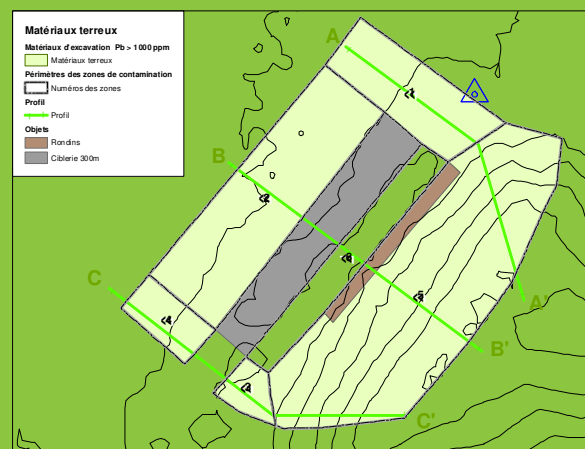 Matériaux terreux
Matériaux d'excavation Pb > 1000 ppm
Matériaux terreux
Périmètres des zones de contamination
Numéros des zones
Profil
Profil
Objets
Rondins
Ciblerie 300m
A
B
C
A'
B'
C'